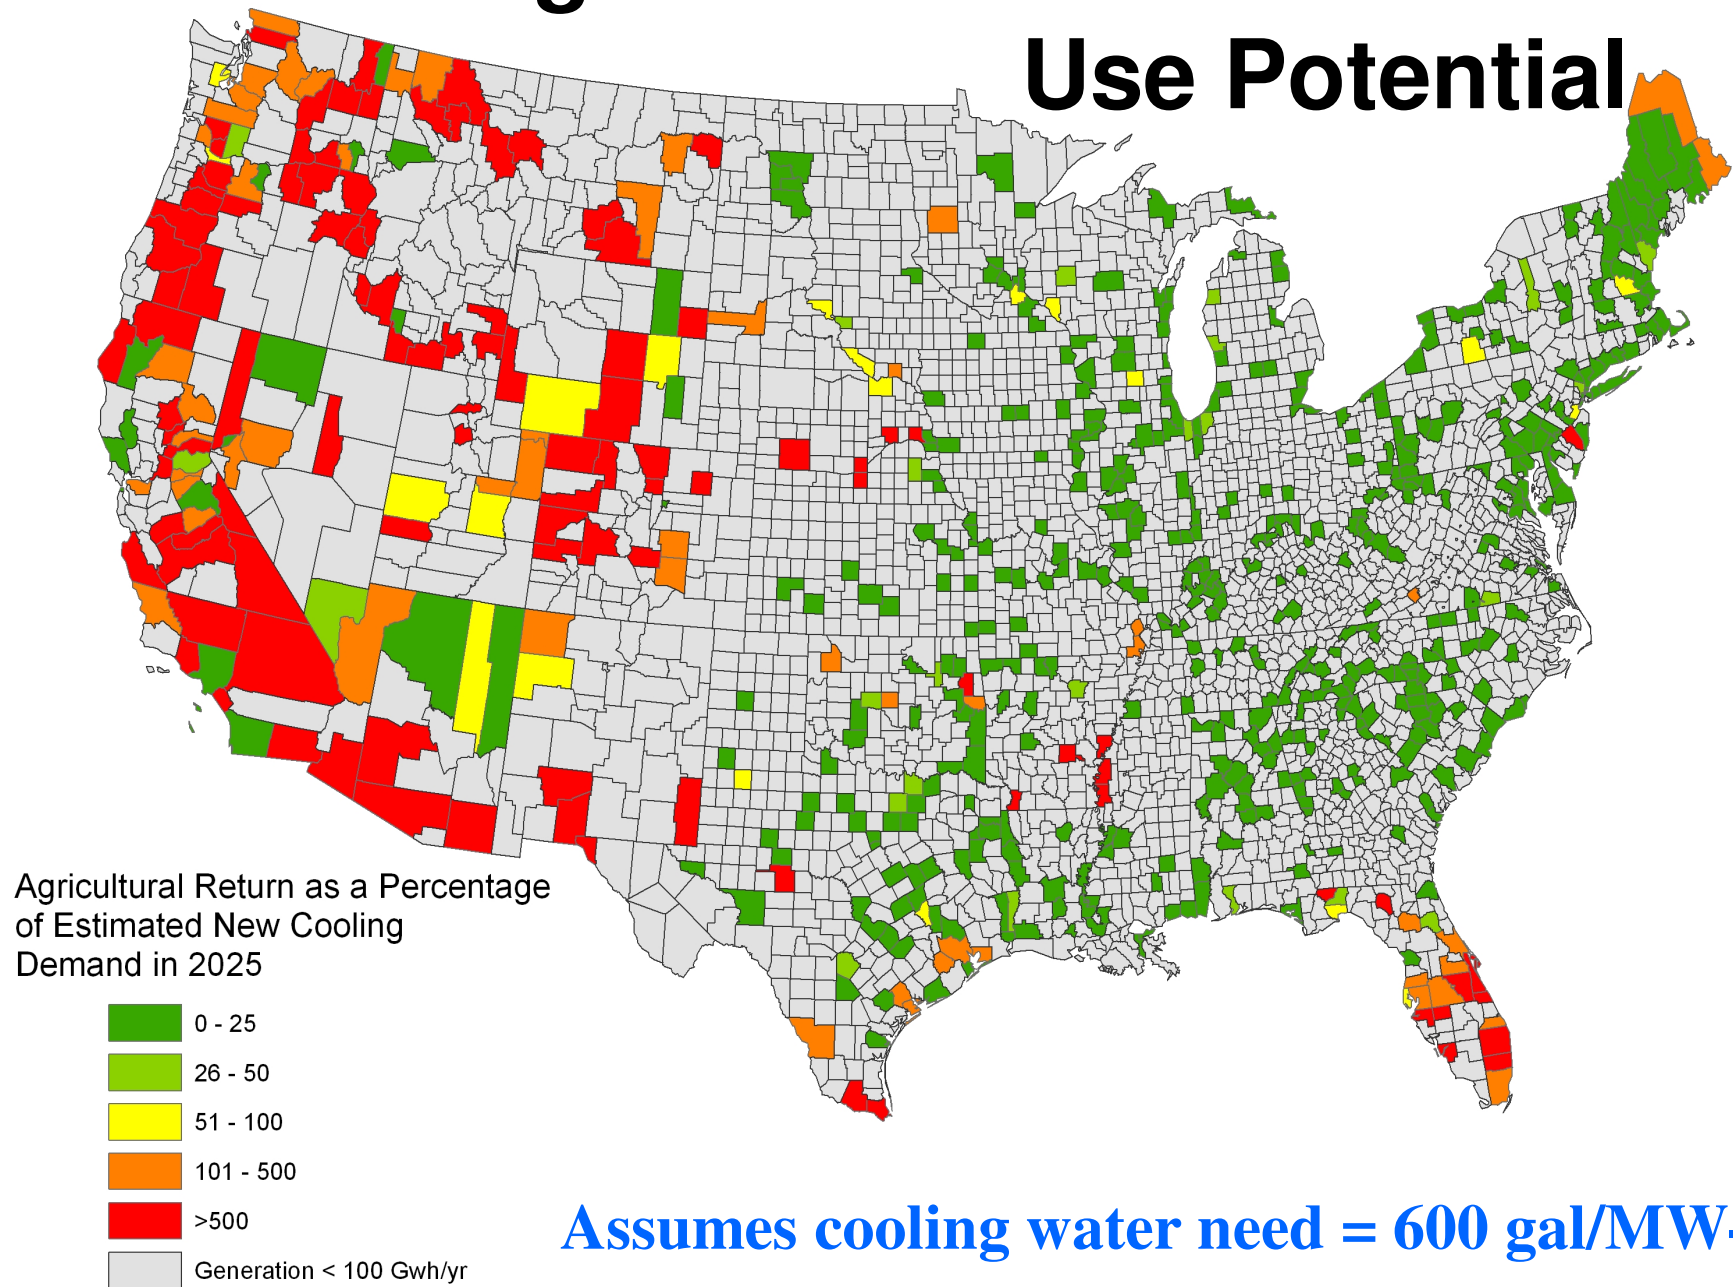 Use Potential
Agricultural Return as a Percentage
of Estimated New Cooling
Demand in 2025
0 - 25
26 - 50
51 - 100
101 - 500
>500
Generation < 100 Gwh/yr
Assumes cooling water need = 600 gal/MW-